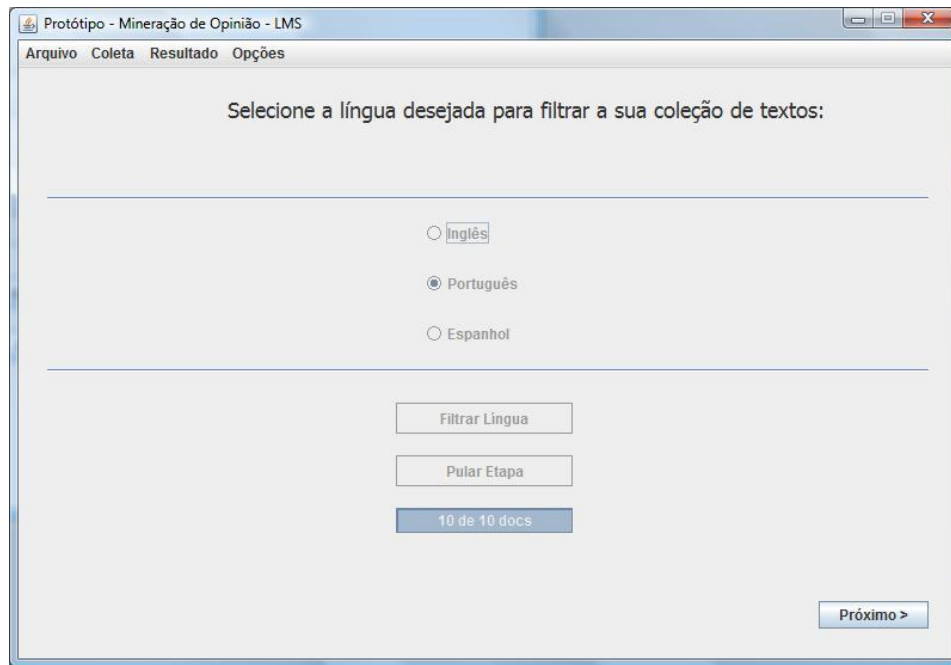 Protótipo - Mineração de Opinião - LMS
Arquivo Coleta Resultado Opções
Selecione a língua desejada para filtrar a sua coleção de textos:
Inglês
Português
Espanhol
Filtrar Língua
Pular Etapa
10 de 10 docs
Próximo >